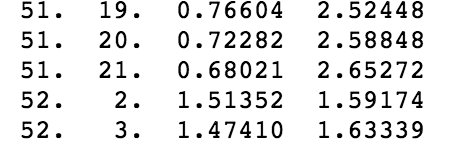 51. 19. 0.76604 2.52448
51. 20. 0.72282 2.58848
51. 21. 0.68021 2.65272
52. 2. 1.51352 1.59174
52. 3. 1.47410 1.63339